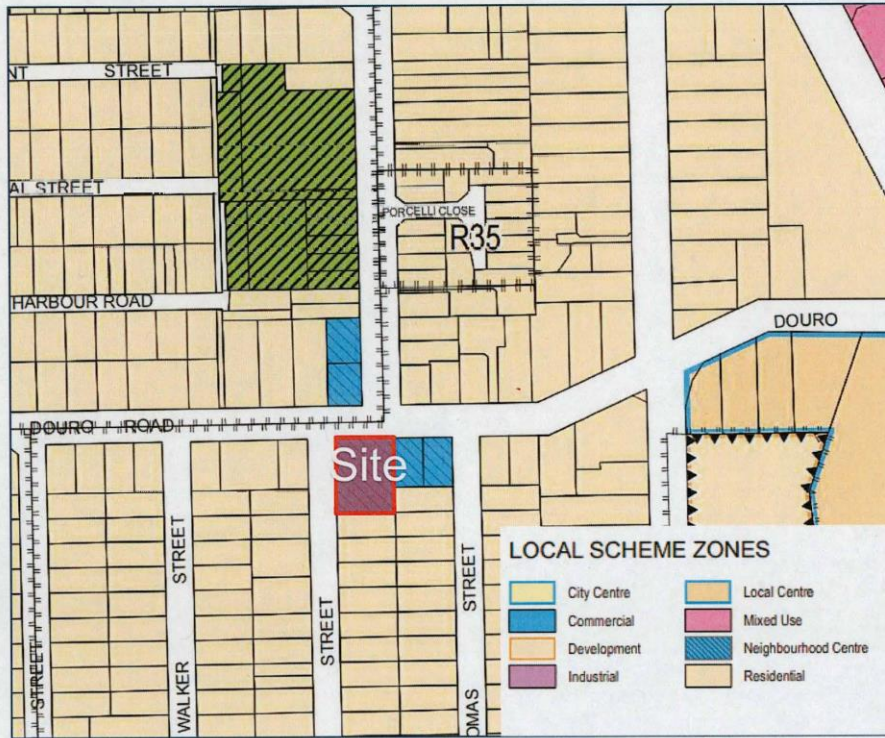 NT STREET
AL STREET
PORCELLI CLOSE
R35
HARBOUR ROAD
DOURO
DOURO ROAD
Site
STREET
STREET
STREET
STREET
WALKER
OMAS
LOCAL SCHEME ZONES
City Centre
Local Centre
Commercial
Mixed Use
Development
Neighbourhood Centre
Industrial
Residential